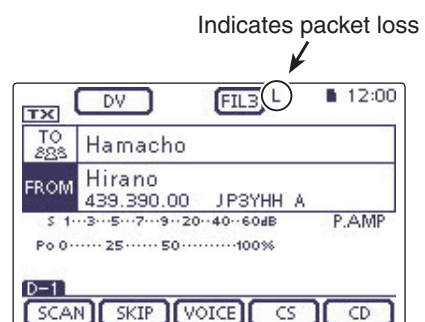 Indicates packet loss
DV FIL3 L 12:00
TX
TO Hamacho
FROM Hirano
439.390.00 JP3YHH A
S 1···3···5···7···9··20··40··60dB P.AMP
Po 0······ 25 ······ 50 ··········100%
D-1
SCAN SKIP VOICE CS CD